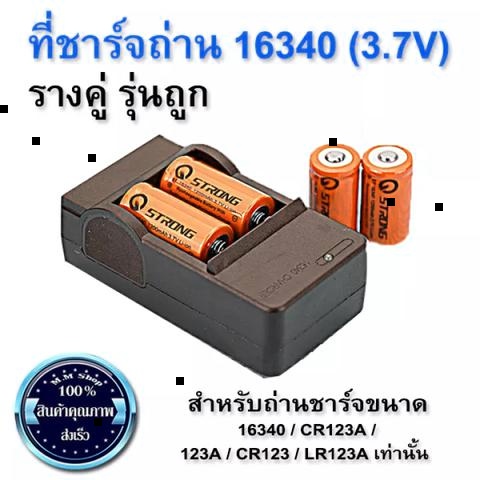 ที่ชาร์จถ่าน 16340 (3.7V)
รางคู่ รุ่นถูก
STRONG
STRONG
STRONG
STRONG
M.M Shop
100%
สินค้าคุณภาพ
ส่งเร็ว
สำหรับถ่านชาร์จขนาด
16340 / CR123A /
123A / CR123 / LR123A เท่านั้น